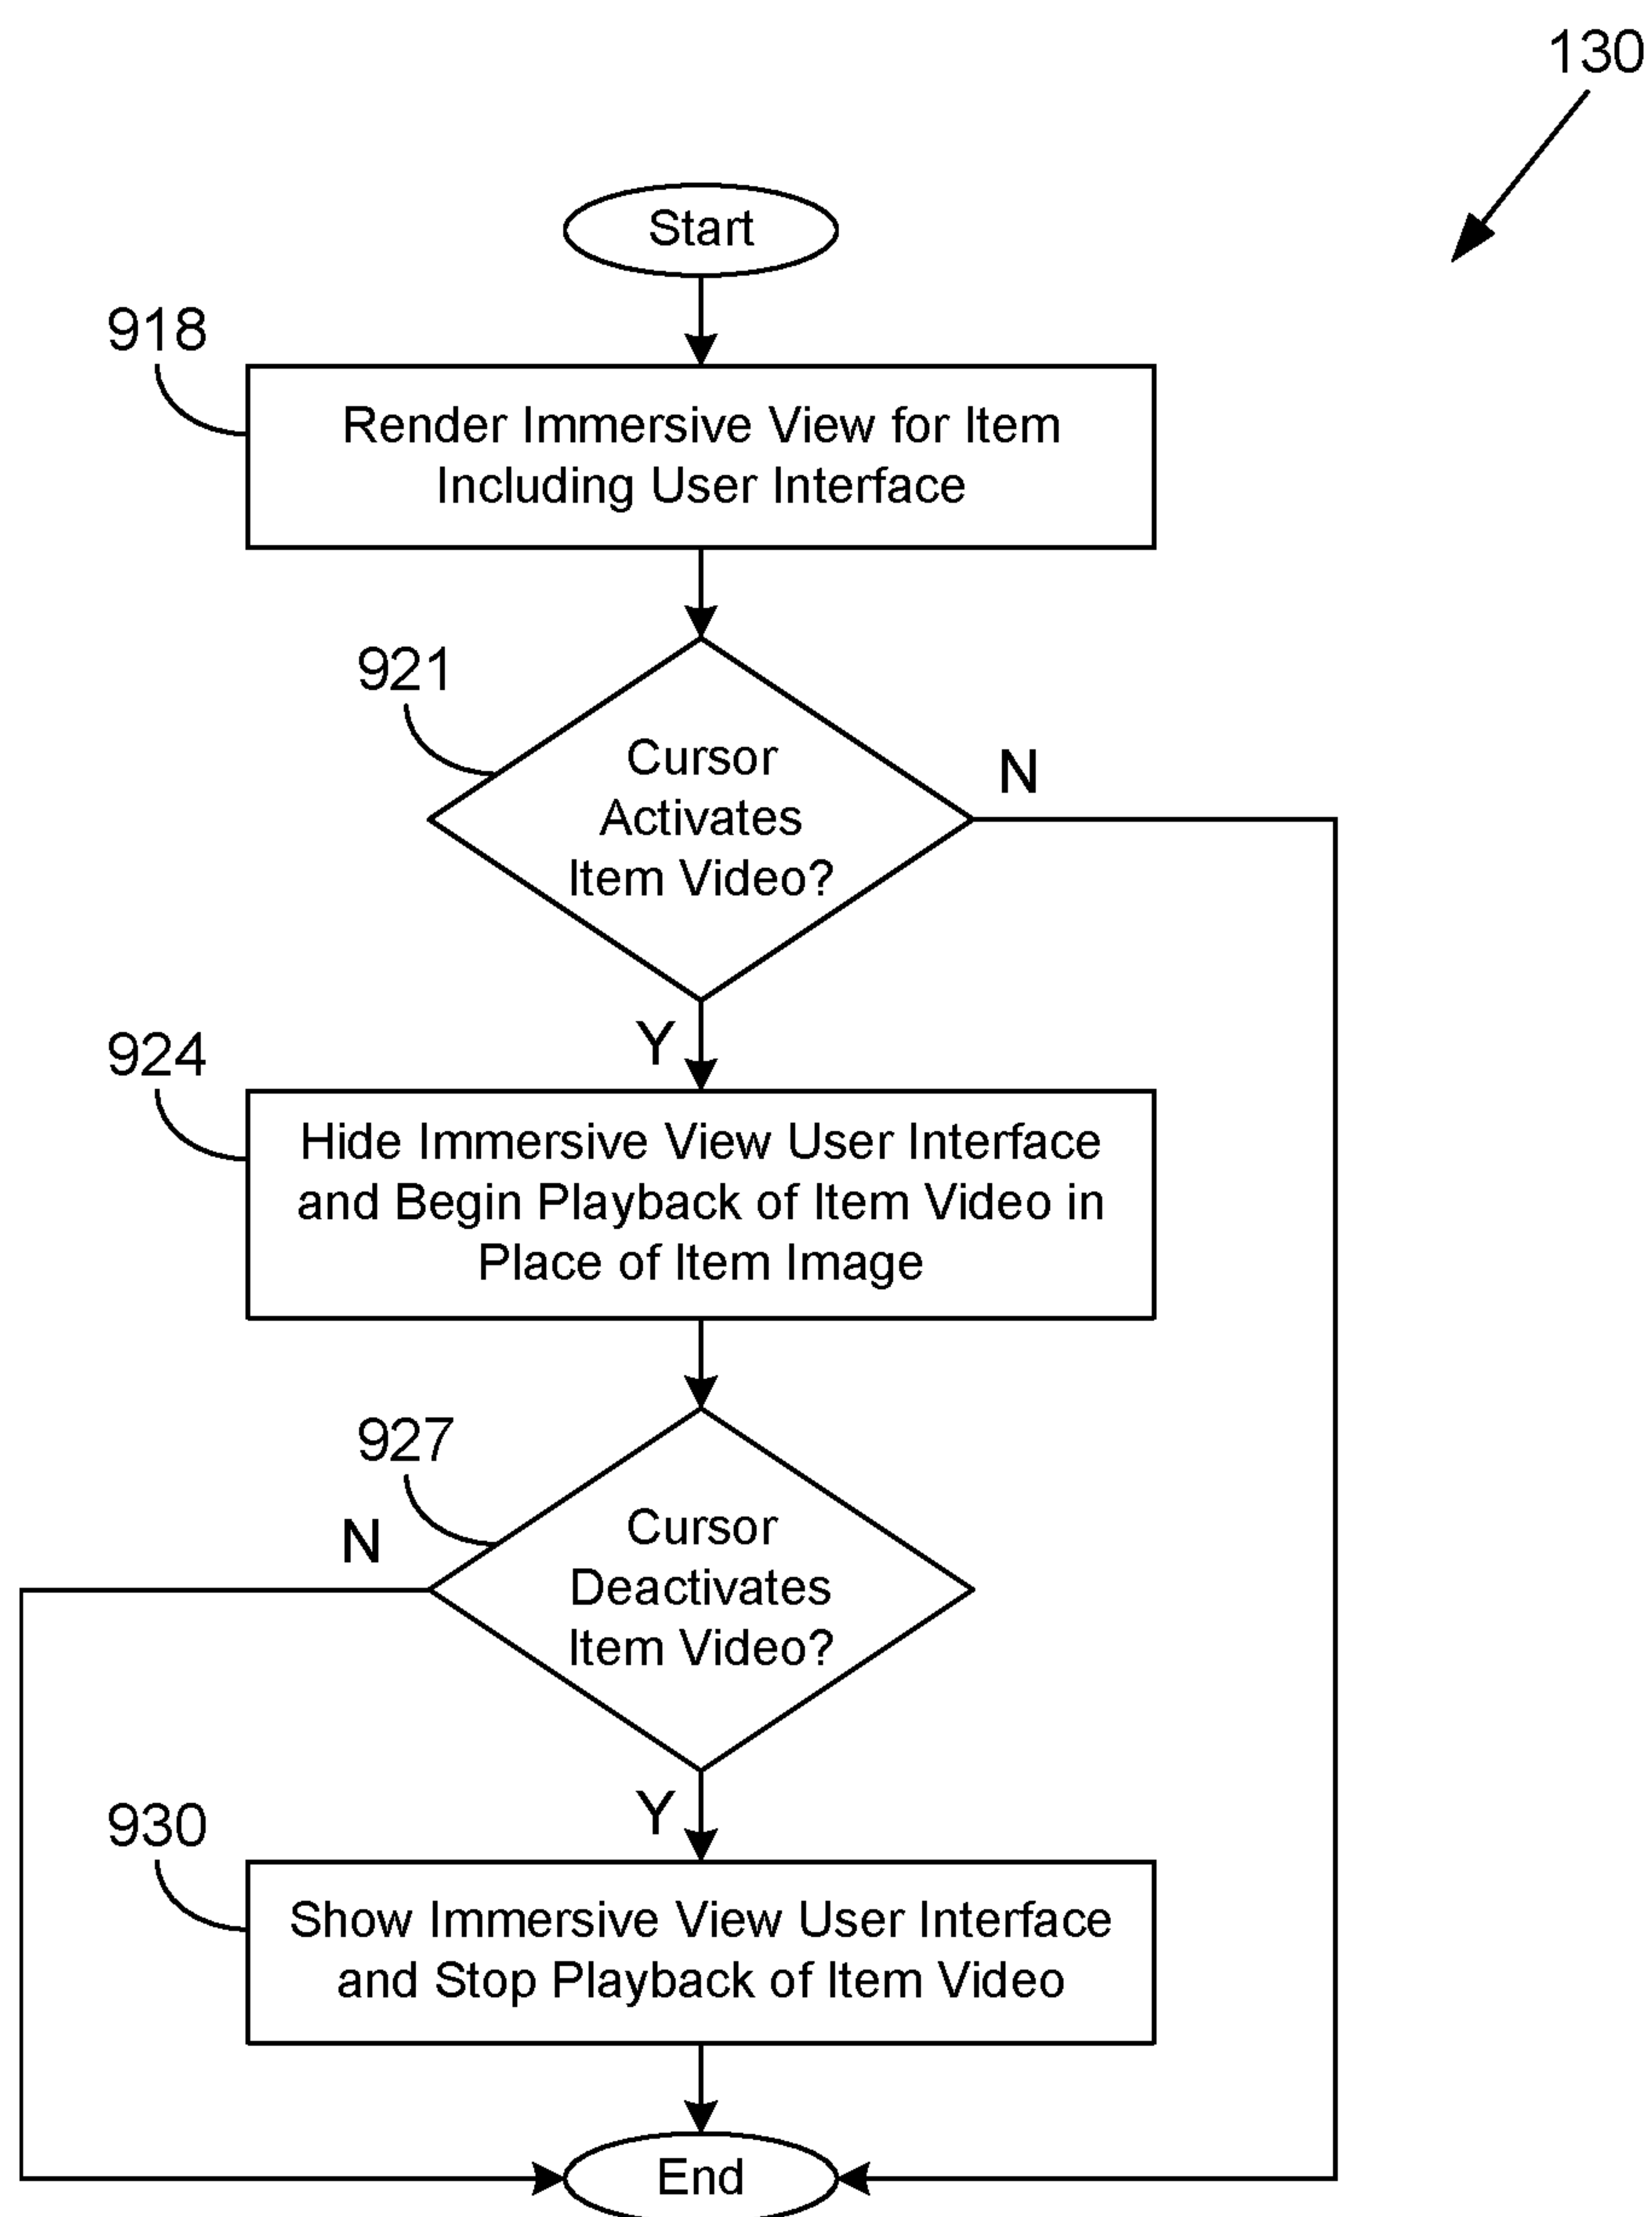 130
Start
918
Render Immersive View for Item
Including User Interface
921
Cursor
Activates
Item Video?
N
Y
924
Hide Immersive View User Interface
and Begin Playback of Item Video in
Place of Item Image
927
Cursor
Deactivates
Item Video?
N
Y
930
Show Immersive View User Interface
and Stop Playback of Item Video
End